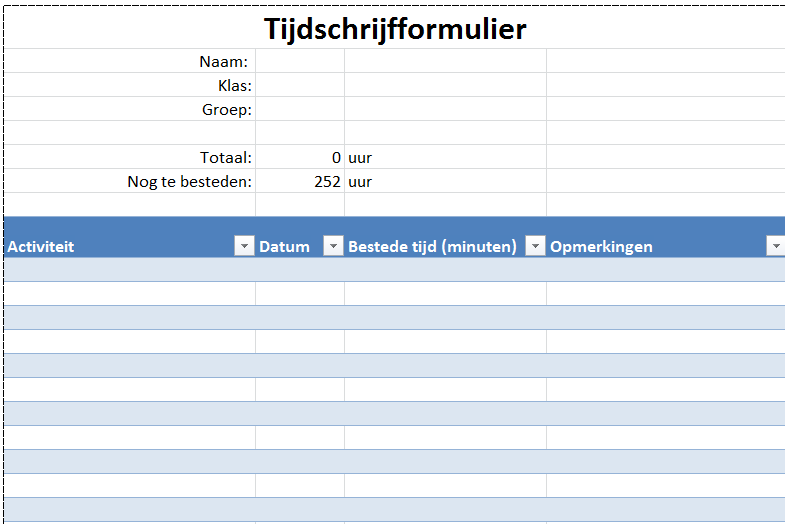 Tijdschrijfformulier
Naam:
Klas:
Groep:
Totaal: 0 uur
Nog te besteden: 252 uur
Activiteit Datum Bestede tijd (minuten) Opmerkingen